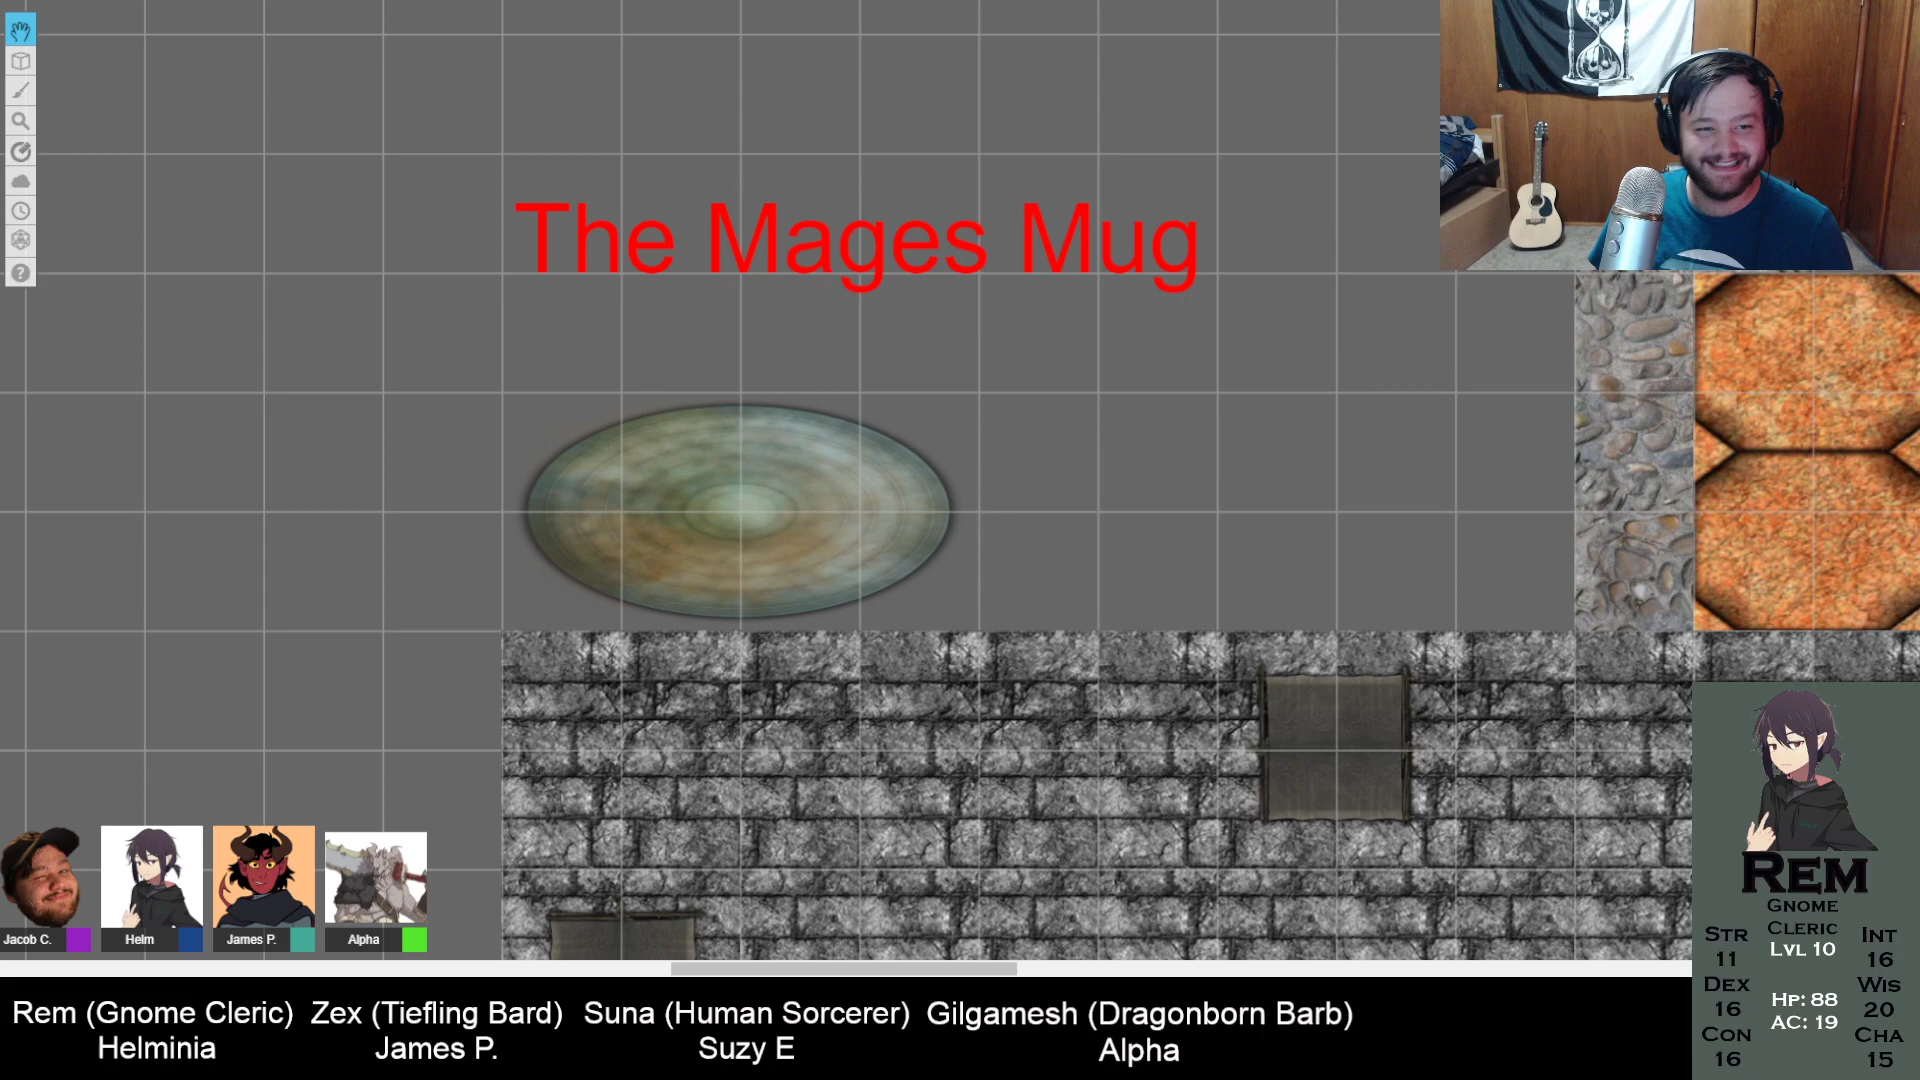 The Mages Mug
?
Jacob C.
Helm
James P.
Alpha
Rem (Gnome Cleric)
Helminia
Zex (Tiefling Bard)
James P.
Suna (Human Sorcerer)
Suzy E
Gilgamesh (Dragonborn Barb)
Alpha
Rem
Gnome
Cleric
Lvl 10
Str
11
Dex
16
Con
16
Hp: 88
AC: 19
Int
16
Wis
20
Cha
15